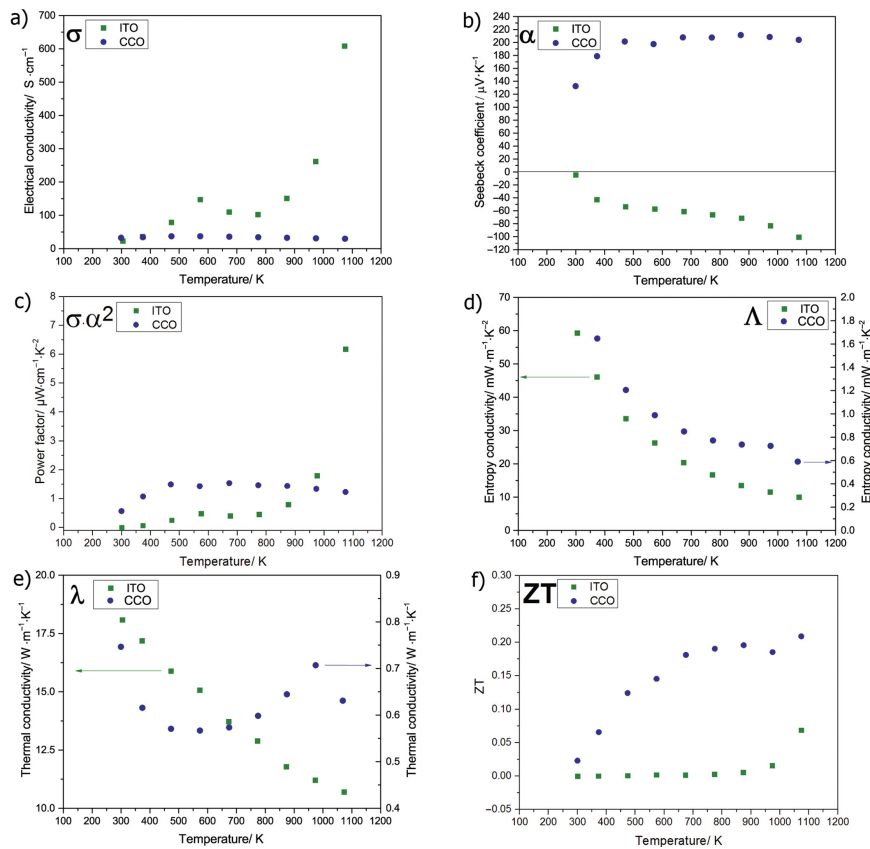 a)
σ
ITO
CCO
Electrical conductivity/ S ·cm⁻¹
700
600
500
400
300
200
100
0
100 200 300 400 500 600 700 800 900 1000 1100 1200
Temperature/ K
b)
α
ITO
CCO
Seebeck coefficient / μV·K⁻¹
240
220
200
180
160
140
120
100
80
60
40
20
0
−20
−40
−60
−80
−100
−120
100 200 300 400 500 600 700 800 900 1000 1100 1200
Temperature/ K
c)
σ·α²
ITO
CCO
Power factor/ μW·cm⁻¹·K⁻²
8
7
6
5
4
3
2
1
0
100 200 300 400 500 600 700 800 900 1000 1100 1200
Temperature/ K
d)
Λ
ITO
CCO
Entropy conductivity/ mW ·m⁻¹·K⁻²
70
60
50
40
30
20
10
0
2.0
1.8
1.6
1.4
1.2
1.0
0.8
0.6
0.4
0.2
0.0
Entropy conductivity/ mW ·m⁻¹·K⁻²
100 200 300 400 500 600 700 800 900 1000 1100 1200
Temperature/ K
e)
λ
ITO
CCO
Thermal conductivity/ W ·m⁻¹·K⁻¹
20.0
17.5
15.0
12.5
10.0
0.9
0.8
0.7
0.6
0.5
0.4
Thermal conductivity/ W ·m⁻¹·K⁻¹
100 200 300 400 500 600 700 800 900 1000 1100 1200
Temperature/ K
f)
ZT
ITO
CCO
ZT
0.30
0.25
0.20
0.15
0.10
0.05
0.00
−0.05
100 200 300 400 500 600 700 800 900 1000 1100 1200
Temperature/ K